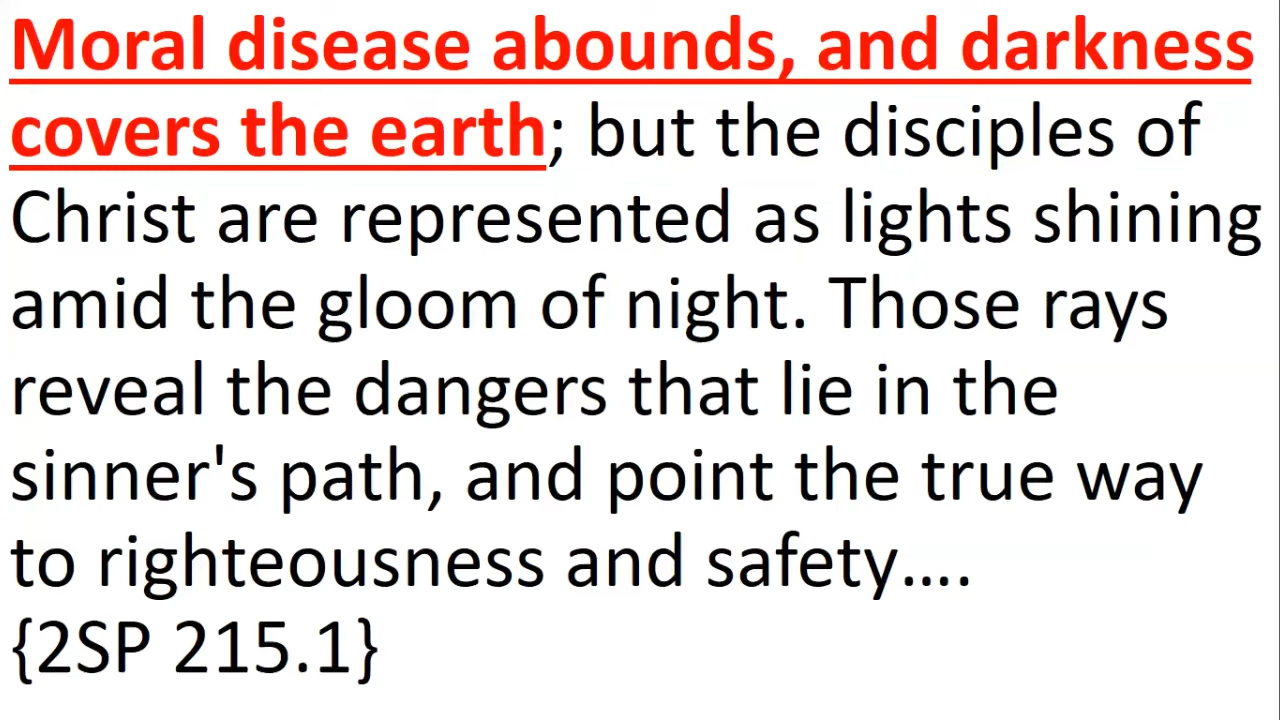 Moral disease abounds, and darkness
covers the earth; but the disciples of
Christ are represented as lights shining
amid the gloom of night. Those rays
reveal the dangers that lie in the
sinner's path, and point the true way
to righteousness and safety….
{2SP 215.1}